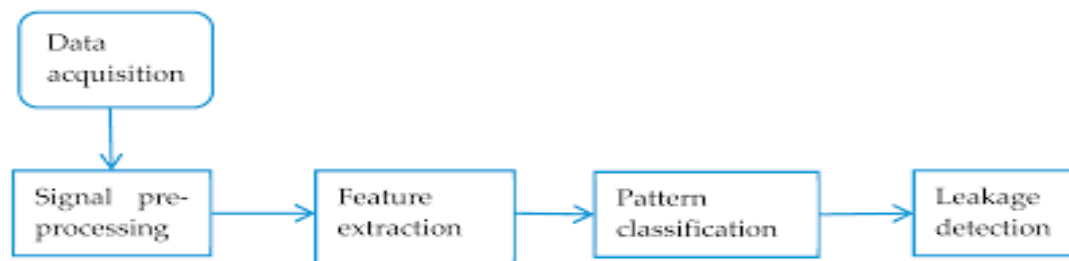 Data
acquisition
Signal pre-
processing
Feature
extraction
Pattern
classification
Leakage
detection